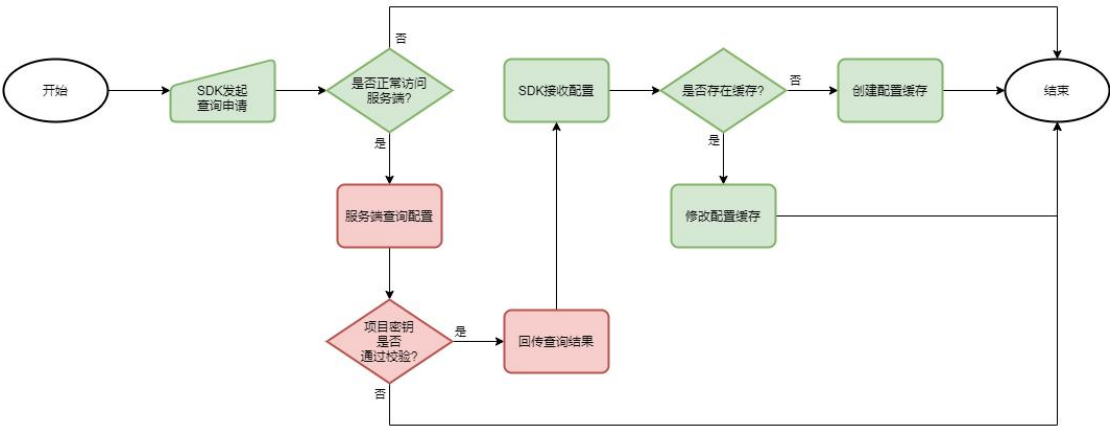 否
开始
SDK发起
查询申请
是否正常访问
服务端?
SDK接收配置
是否存在缓存?
否
创建配置缓存
结束
是
是
服务端查询配置
修改配置缓存
项目密钥
是否
通过校验?
是
回传查询结果
否